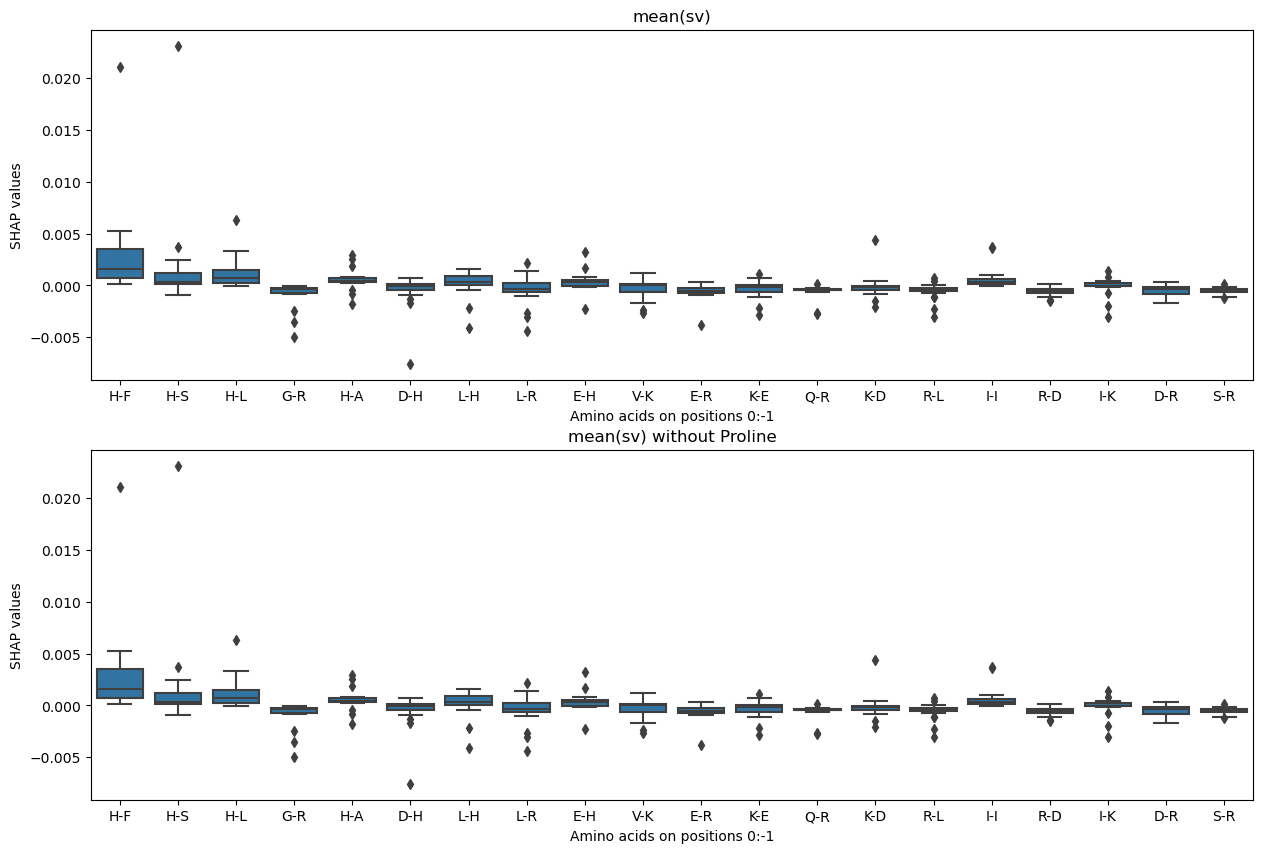 mean(sv)
SHAP values
0.020
0.015
0.010
0.005
0.000
−0.005
H-F H-S H-L G-R H-A D-H L-H L-R E-H V-K E-R K-E Q-R K-D R-L I-I R-D I-K D-R S-R
Amino acids on positions 0:-1
mean(sv) without Proline
SHAP values
0.020
0.015
0.010
0.005
0.000
−0.005
H-F H-S H-L G-R H-A D-H L-H L-R E-H V-K E-R K-E Q-R K-D R-L I-I R-D I-K D-R S-R
Amino acids on positions 0:-1